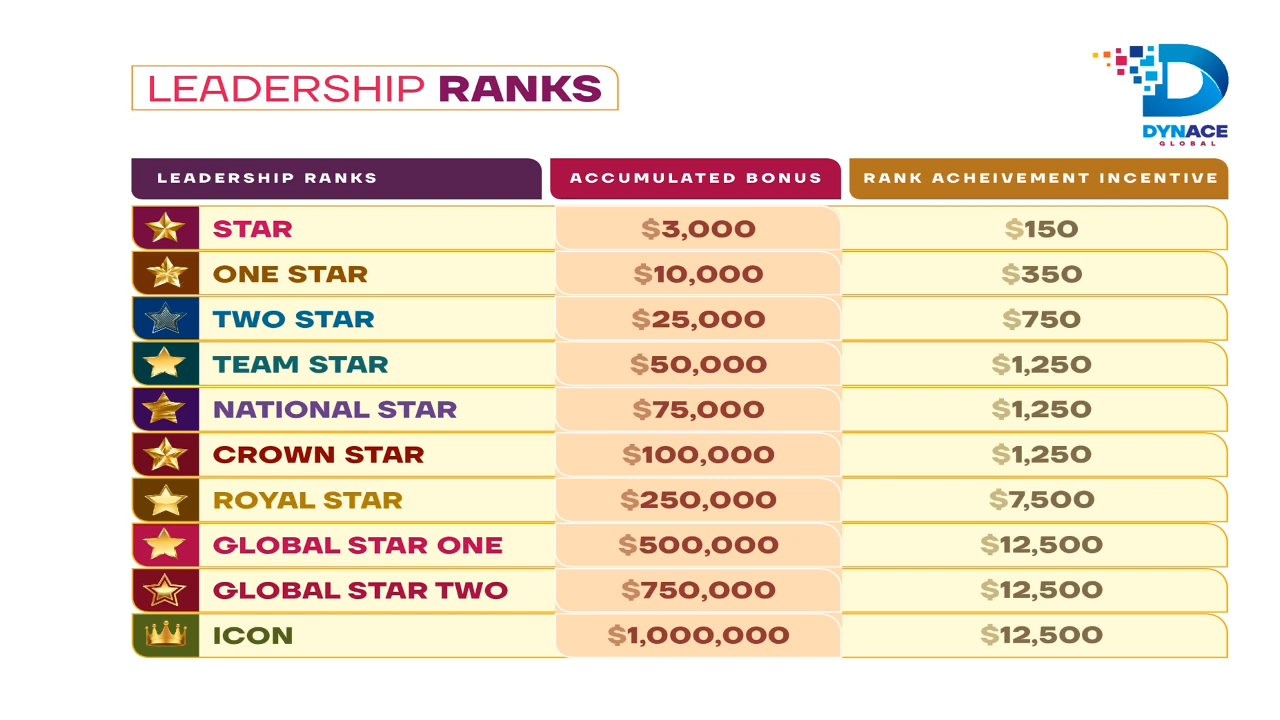 LEADERSHIP RANKS
DYNACE
GLOBAL
LEADERSHIP RANKS ACCUMULATED BONUS RANK ACHEIVEMENT INCENTIVE
STAR $3,000 $150
ONE STAR $10,000 $350
TWO STAR $25,000 $750
TEAM STAR $50,000 $1,250
NATIONAL STAR $75,000 $1,250
CROWN STAR $100,000 $1,250
ROYAL STAR $250,000 $7,500
GLOBAL STAR ONE $500,000 $12,500
GLOBAL STAR TWO $750,000 $12,500
ICON $1,000,000 $12,500